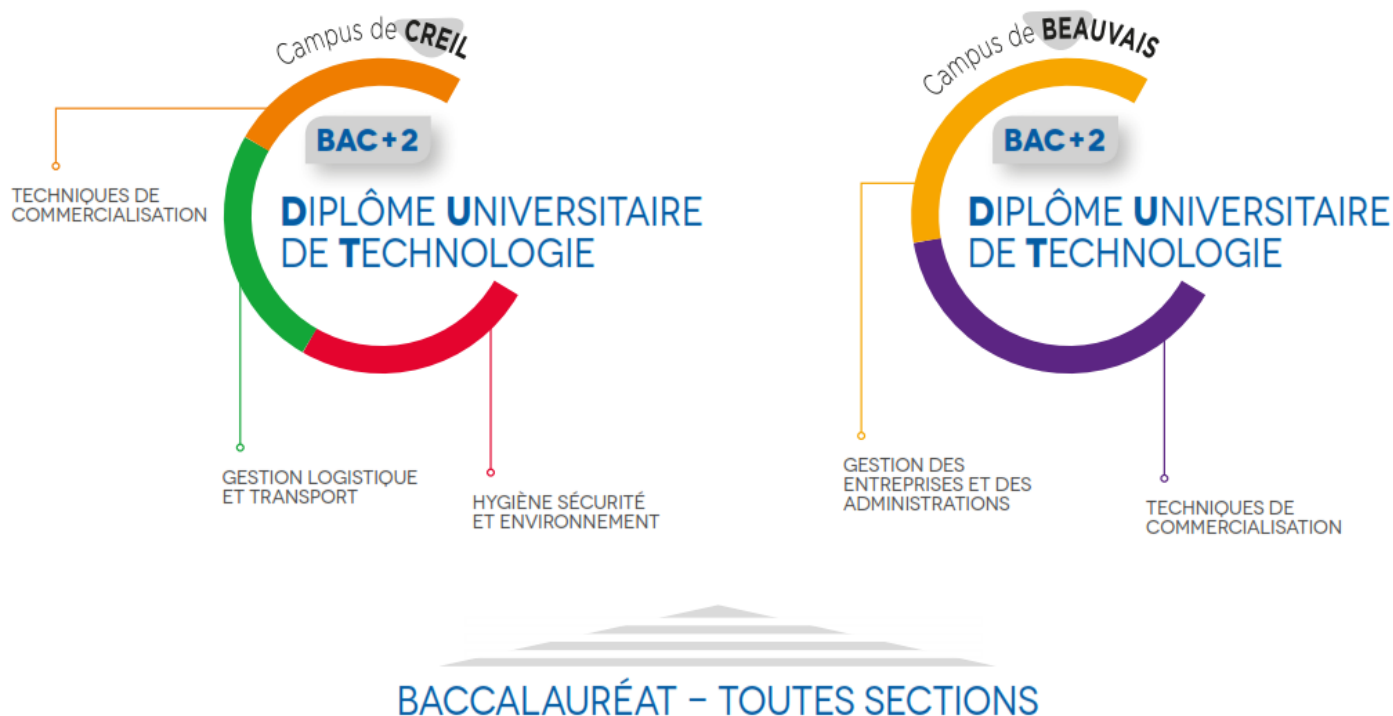 Campus de CREIL
BAC+2
DIPLÔME UNIVERSITAIRE
DE TECHNOLOGIE
TECHNIQUES DE
COMMERCIALISATION
GESTION LOGISTIQUE
ET TRANSPORT
HYGIÈNE SÉCURITÉ
ET ENVIRONNEMENT
Campus de BEAUVAIS
BAC+2
DIPLÔME UNIVERSITAIRE
DE TECHNOLOGIE
GESTION DES
ENTREPRISES ET DES
ADMINISTRATIONS
TECHNIQUES DE
COMMERCIALISATION
BACCALAURÉAT – TOUTES SECTIONS